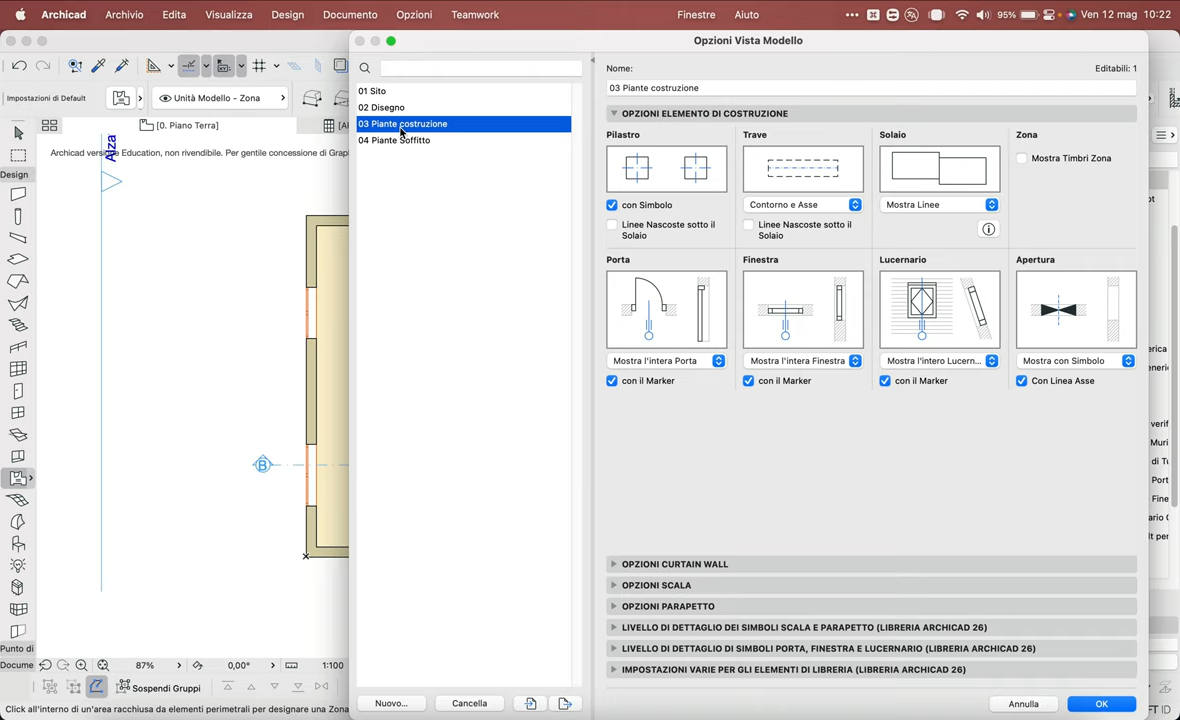 Archicad Archivio Edita Visualizza Design Documento Opzioni Teamwork Finestre Aiuto 95% Ven 12 mag 10:22
Opzioni Vista Modello
Impostazioni di Default
Unità Modello - Zona
[0. Piano Terra]
Archicad versione Education, non rivendibile. Per gentile concessione di Grap
Alza
Design
B
Punto di
Docume
87%
0,00°
1:100
Sospendi Gruppi
Click all'interno di un'area racchiusa da elementi perimetrali per designare una Zona
01 Sito
02 Disegno
03 Piante costruzione
04 Piante Soffitto
Nuovo...
Cancella
Nome:
Editabili: 1
03 Piante costruzione
OPZIONI ELEMENTO DI COSTRUZIONE
Pilastro
Trave
Solaio
Zona
Mostra Timbri Zona
con Simbolo
Contorno e Asse
Mostra Linee
Linee Nascoste sotto il Solaio
Linee Nascoste sotto il Solaio
Porta
Finestra
Lucernario
Apertura
Mostra l'intera Porta
Mostra l'intera Finestra
Mostra l'intero Lucern...
Mostra con Simbolo
con il Marker
con il Marker
con il Marker
Con Linea Asse
OPZIONI CURTAIN WALL
OPZIONI SCALA
OPZIONI PARAPETTO
LIVELLO DI DETTAGLIO DEI SIMBOLI SCALA E PARAPETTO (LIBRERIA ARCHICAD 26)
LIVELLO DI DETTAGLIO DI SIMBOLI PORTA, FINESTRA E LUCERNARIO (LIBRERIA ARCHICAD 26)
IMPOSTAZIONI VARIE PER GLI ELEMENTI DI LIBRERIA (LIBRERIA ARCHICAD 26)
Annulla
OK